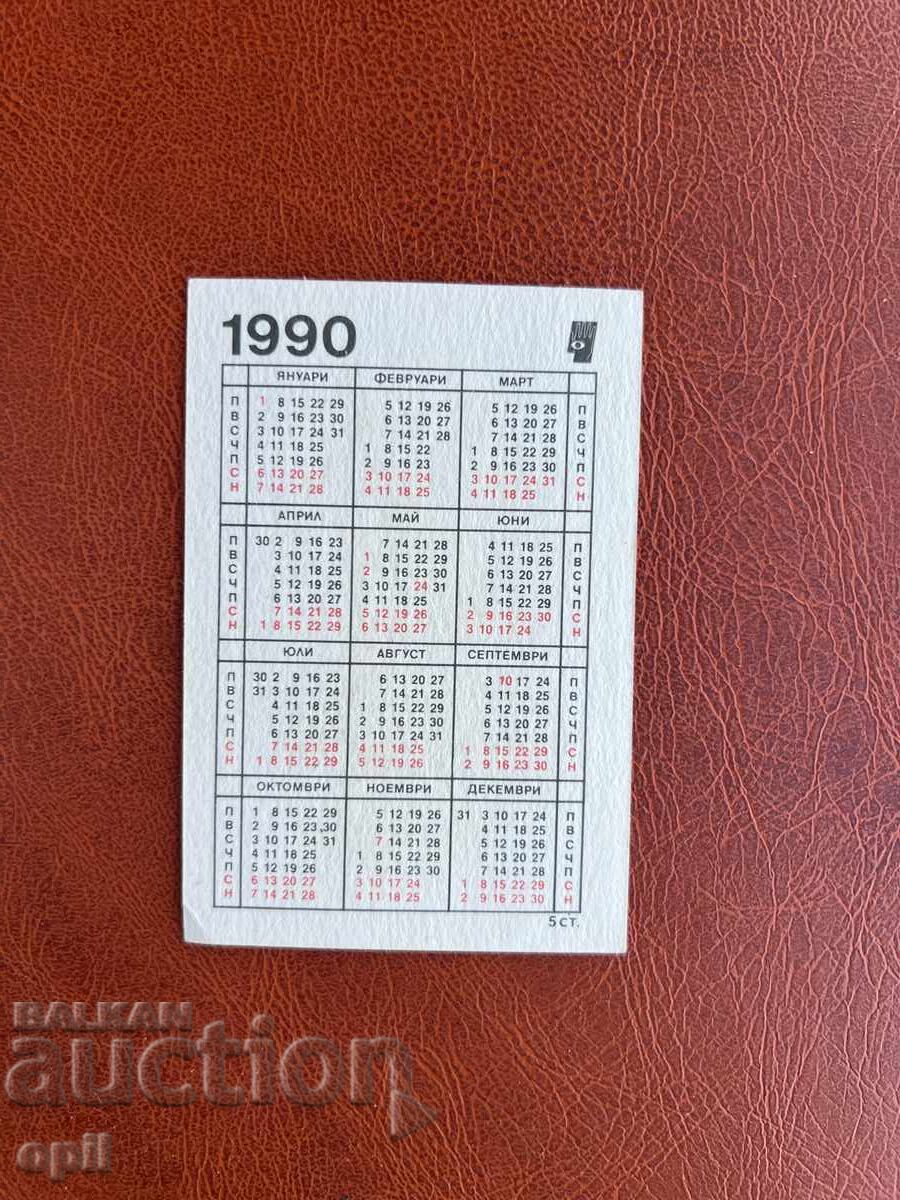 1990
ЯНУАРИ ФЕВРУАРИ МАРТ
П 1 8 15 22 29 5 12 19 26 5 12 19 26 П
В 2 9 16 23 30 6 13 20 27 6 13 20 27 В
С 3 10 17 24 31 7 14 21 28 7 14 21 28 С
Ч 4 11 18 25 1 8 15 22 1 8 15 22 29 Ч
П 5 12 19 26 2 9 16 23 2 9 16 23 30 П
С 6 13 20 27 3 10 17 24 3 10 17 24 31 С
Н 7 14 21 28 4 11 18 25 4 11 18 25 Н
АПРИЛ МАЙ ЮНИ
П 30 2 9 16 23 7 14 21 28 4 11 18 25 П
В 3 10 17 24 1 8 15 22 29 5 12 19 26 В
С 4 11 18 25 2 9 16 23 30 6 13 20 27 С
Ч 5 12 19 26 3 10 17 24 31 7 14 21 28 Ч
П 6 13 20 27 4 11 18 25 1 8 15 22 29 П
С 7 14 21 28 5 12 19 26 2 9 16 23 30 С
Н 1 8 15 22 29 6 13 20 27 3 10 17 24 Н
ЮЛИ АВГУСТ СЕПТЕМВРИ
П 30 2 9 16 23 6 13 20 27 3 10 17 24 П
В 31 3 10 17 24 7 14 21 28 4 11 18 25 В
С 4 11 18 25 1 8 15 22 29 5 12 19 26 С
Ч 5 12 19 26 2 9 16 23 30 6 13 20 27 Ч
П 6 13 20 27 3 10 17 24 31 7 14 21 28 П
С 7 14 21 28 4 11 18 25 1 8 15 22 29 С
Н 1 8 15 22 29 5 12 19 26 2 9 16 23 30 Н
ОКТОМВРИ НОЕМВРИ ДЕКЕМВРИ
П 1 8 15 22 29 5 12 19 26 31 3 10 17 24 П
В 2 9 16 23 30 6 13 20 27 4 11 18 25 В
С 3 10 17 24 31 7 14 21 28 5 12 19 26 С
Ч 4 11 18 25 1 8 15 22 29 6 13 20 27 Ч
П 5 12 19 26 2 9 16 23 30 7 14 21 28 П
С 6 13 20 27 3 10 17 24 1 8 15 22 29 С
Н 7 14 21 28 4 11 18 25 2 9 16 23 30 Н
5 СТ.
BALKAN
auction
opil